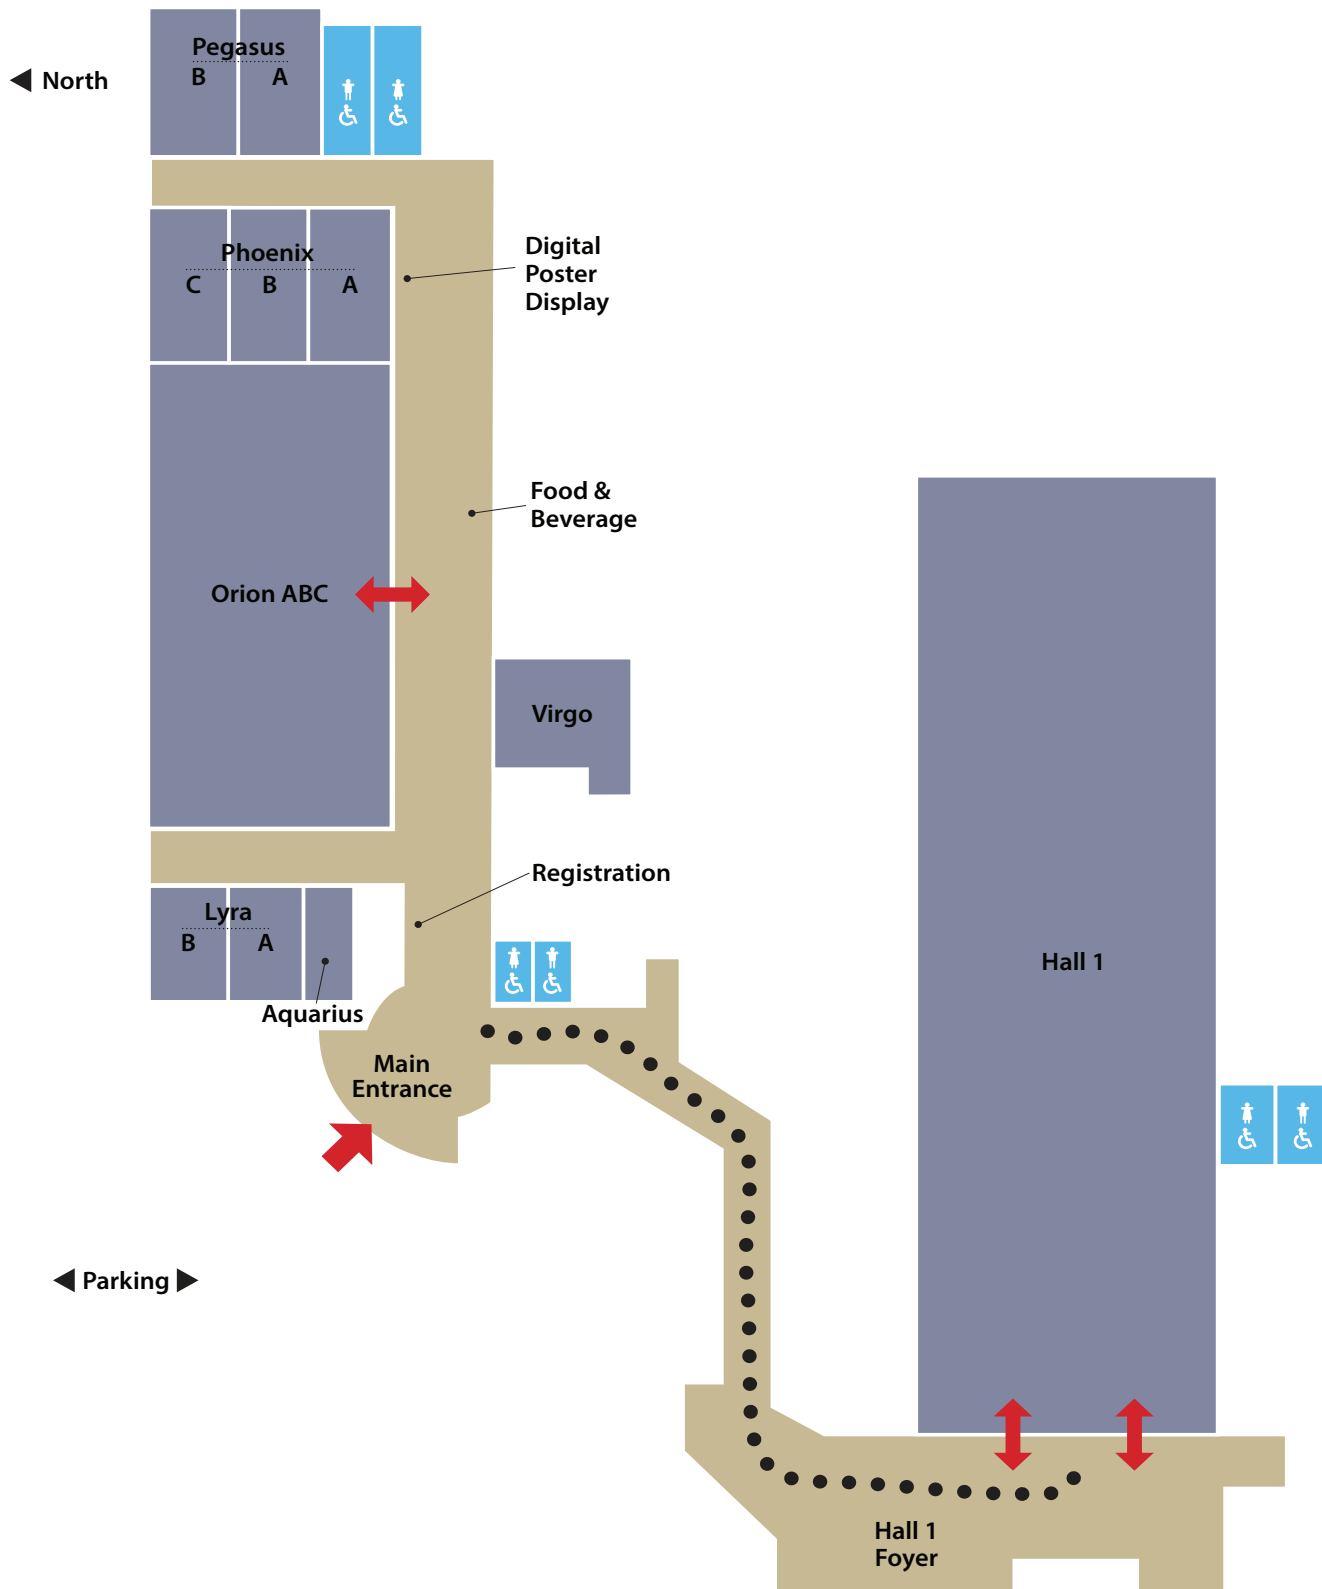 Pegasus
B A
North
Phoenix
C B A
Digital
Poster
Display
Food &
Beverage
Orion ABC
Virgo
Registration
Lyra
B A
Aquarius
Hall 1
Main
Entrance
Parking
Hall 1
Foyer